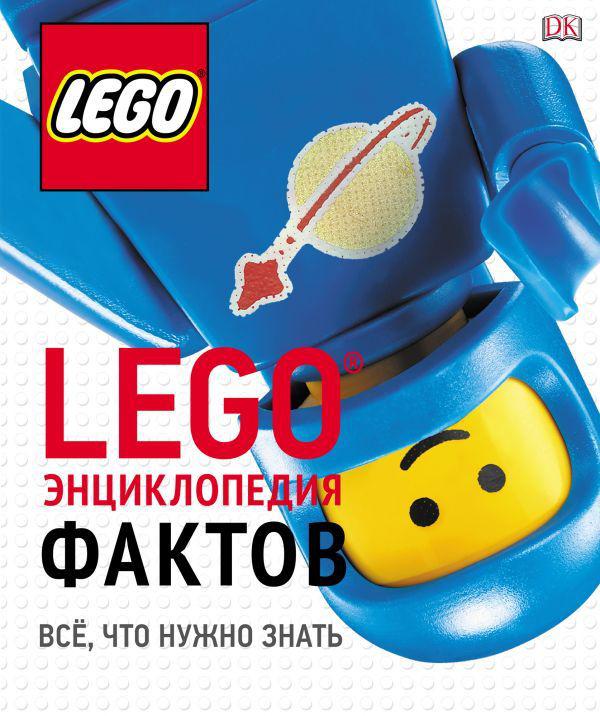 LEGO®
DK
LEGO®
ЭНЦИКЛОПЕДИЯ
ФАКТОВ
ВСЁ, ЧТО НУЖНО ЗНАТЬ